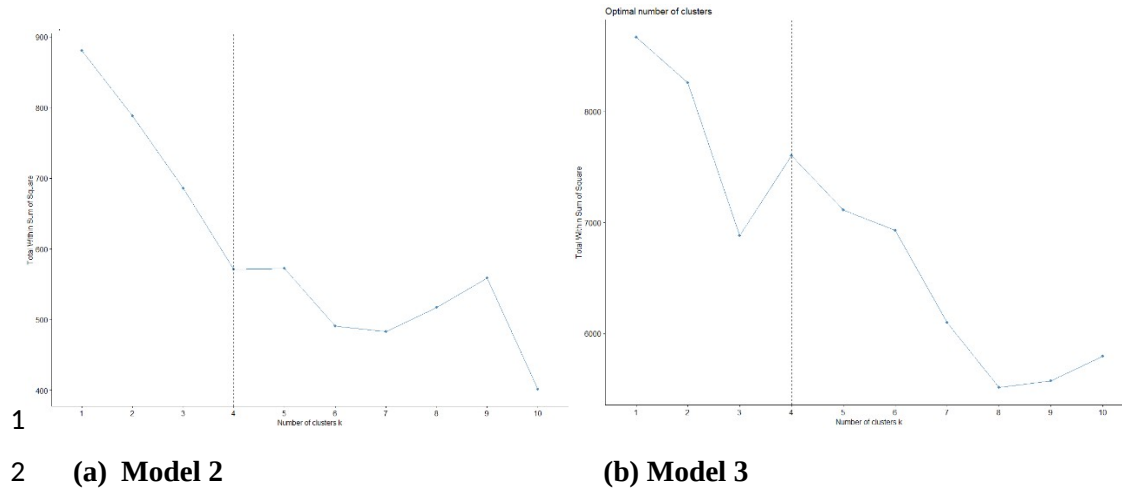 Optimal number of clusters
900
800
700
600
500
400
Total Within Sum of Square
1 2 3 4 5 6 7 8 9 10
Number of clusters k
8000
7000
6000
Total Within Sum of Square
1 2 3 4 5 6 7 8 9 10
Number of clusters k
1
2 (a) Model 2 (b) Model 3